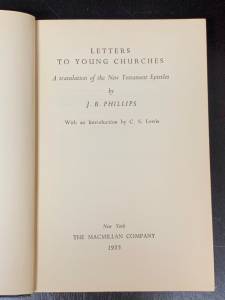 LETTERS
TO YOUNG CHURCHES
A translation of the New Testament Epistles
by
J. B. PHILLIPS
With an Introduction by C. S. Lewis
New York
THE MACMILLAN COMPANY
1953